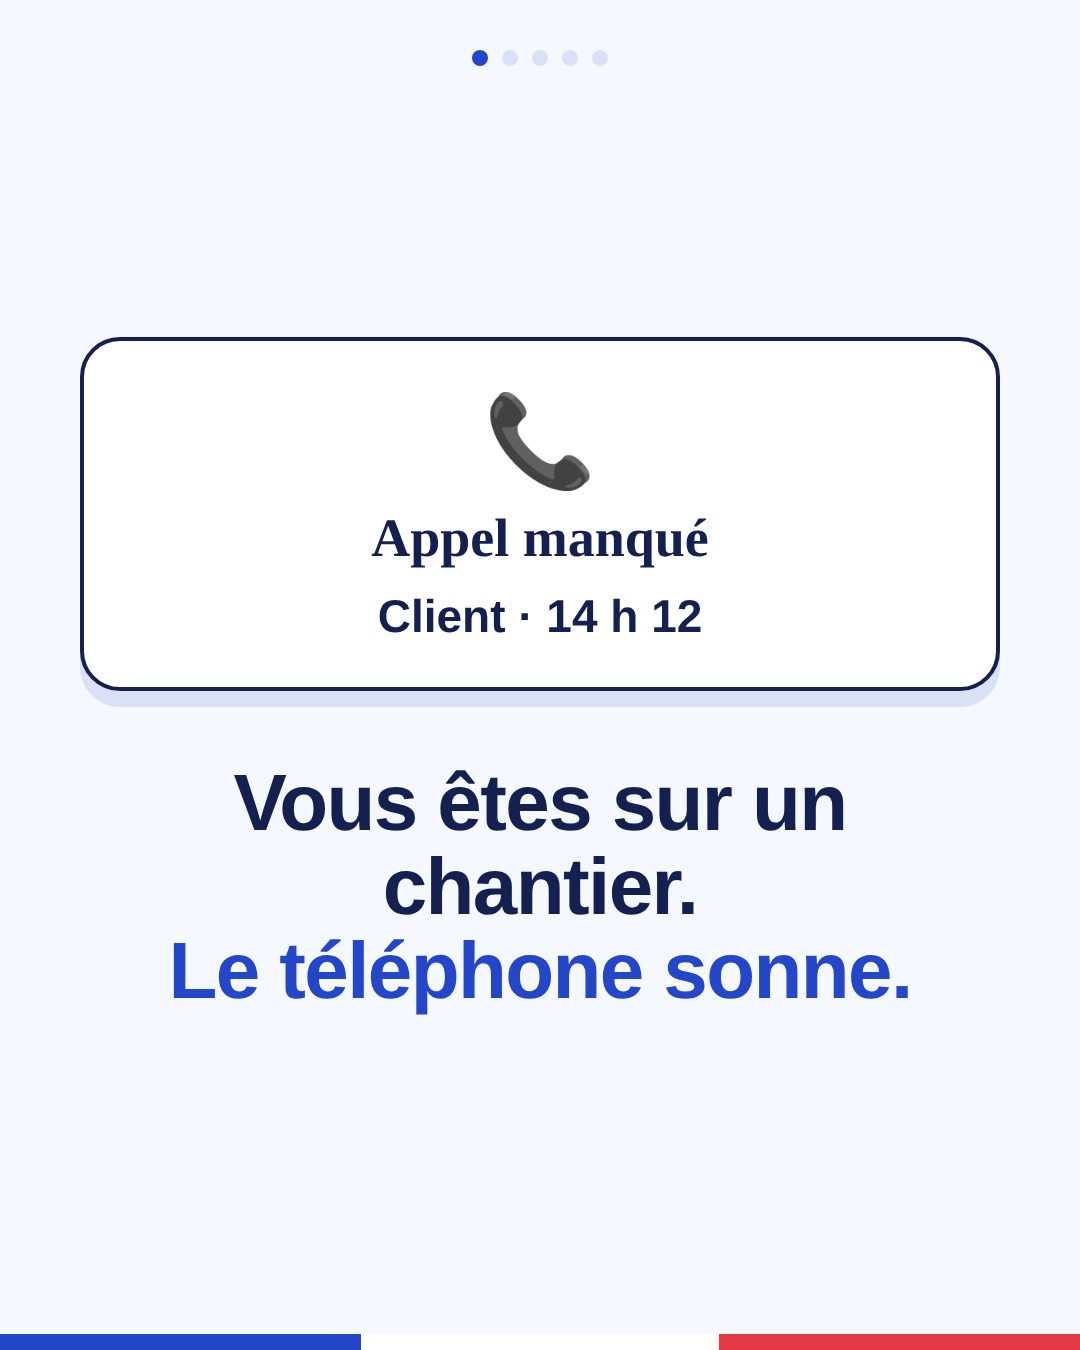 Appel manqué
Client · 14 h 12
Vous êtes sur un
chantier.
Le téléphone sonne.